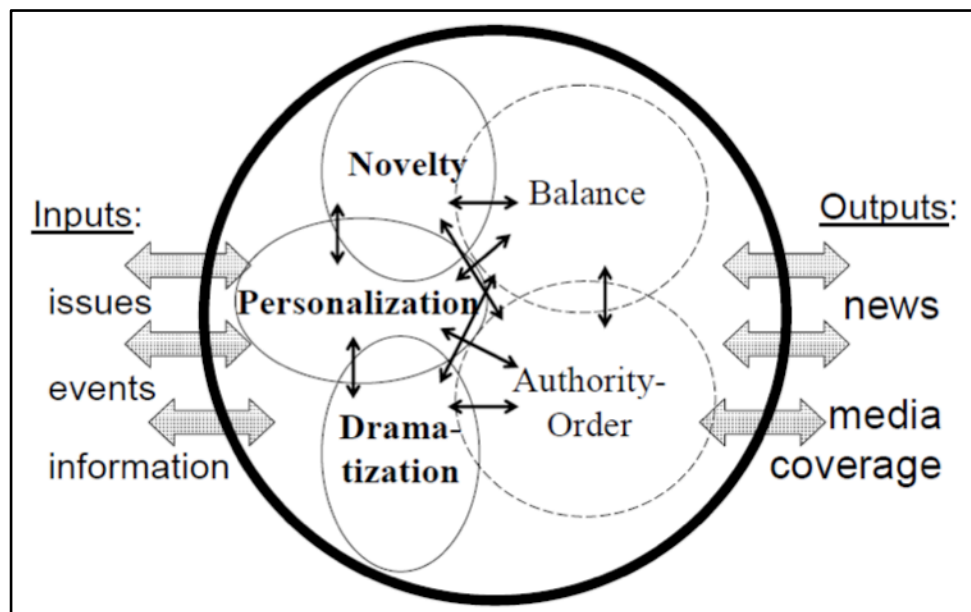 Inputs:
issues
events
information
Novelty
Personalization
Drama-
tization
Balance
Authority-
Order
Outputs:
news
media
coverage